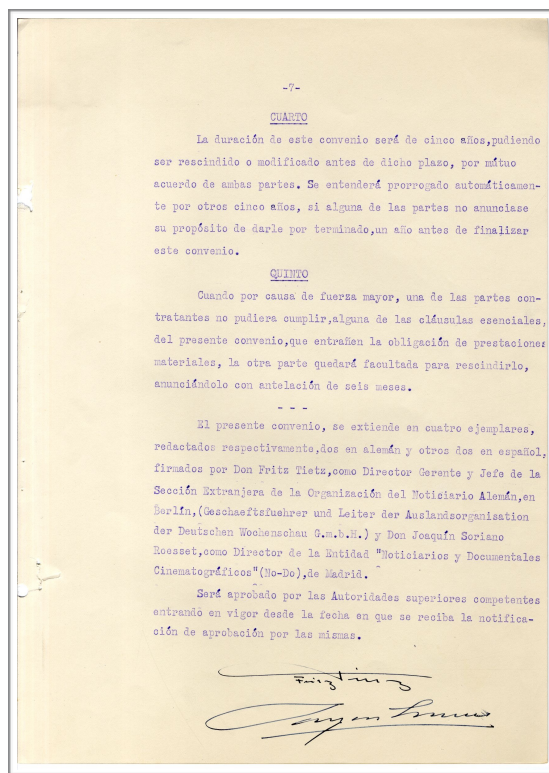 -7-
CUARTO
La duración de este convenio será de cinco años,pudiendo
ser rescindido o modificado antes de dicho plazo, por mútuo
acuerdo de ambas partes. Se entenderá prorrogado automáticamen-
te por otros cinco años, si alguna de las partes no anunciase
su propósito de darle por terminado,un año antes de finalizar
este convenio.
QUINTO
Cuando por causa de fuerza mayor, una de las partes con-
tratantes no pudiera cumplir,alguna de las cláusulas esenciales,
del presente convenio,que entrañen la obligación de prestaciones
materiales, la otra parte quedará facultada para rescindirlo,
anunciándolo con antelación de seis meses.
- - -
El presente convenio, se extiende en cuatro ejemplares,
redactados respectivamente,dos en alemán y otros dos en español,
firmados por Don Fritz Tietz,como Director Gerente y Jefe de la
Sección Extranjera de la Organización del Noticiario Alemán,en
Berlín,(Geschaeftsfuehrer und Leiter der Auslandsorganisation
der Deutschen Wochenschau G.m.b.H.) y Don Joaquín Soriano
Roesset,como Director de la Entidad "Noticiarios y Documentales
Cinematográficos"(No-Do),de Madrid.
Será aprobado por las Autoridades superiores competentes
entrando en vigor desde la fecha en que se reciba la notifica-
ción de aprobación por las mismas.
Fritz Tietz